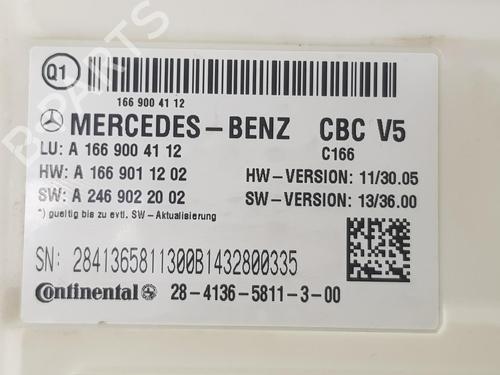 Q1
166 900 41 12
MERCEDES-BENZ CBC V5
C166
LU: A 166 900 41 12
HW: A 166 901 12 02 HW-VERSION: 11/30.05
SW: A 246 902 20 02 SW-VERSION: 13/36.00
*) gueltig bis zu evtl. SW-Aktualisierung
SN: 2841365811300B1432800335
Continental 28-4136-5811-3-00
B-PARTS